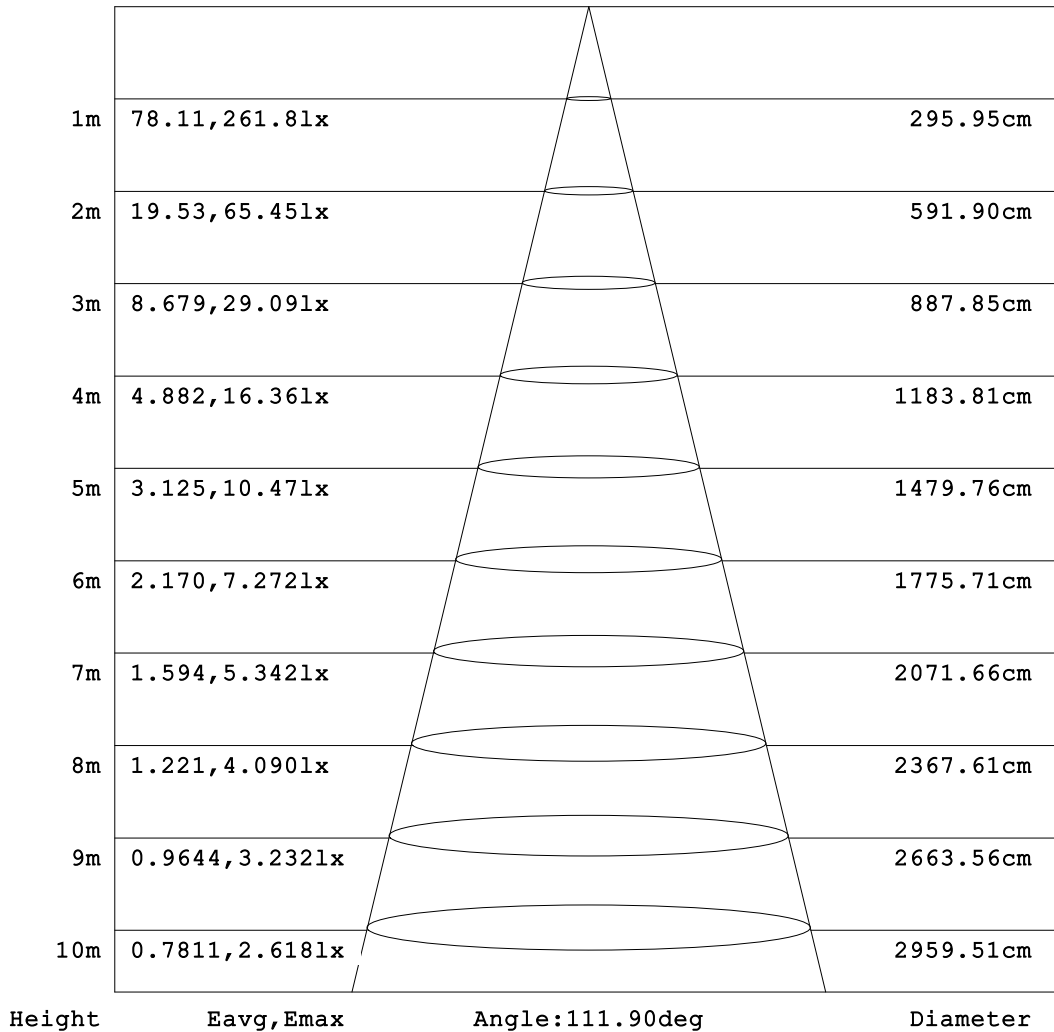 1m 78.11,261.8lx 295.95cm
2m 19.53,65.45lx 591.90cm
3m 8.679,29.09lx 887.85cm
4m 4.882,16.36lx 1183.81cm
5m 3.125,10.47lx 1479.76cm
6m 2.170,7.272lx 1775.71cm
7m 1.594,5.342lx 2071.66cm
8m 1.221,4.090lx 2367.61cm
9m 0.9644,3.232lx 2663.56cm
10m 0.7811,2.618lx 2959.51cm
Height Eavg,Emax Angle:111.90deg Diameter